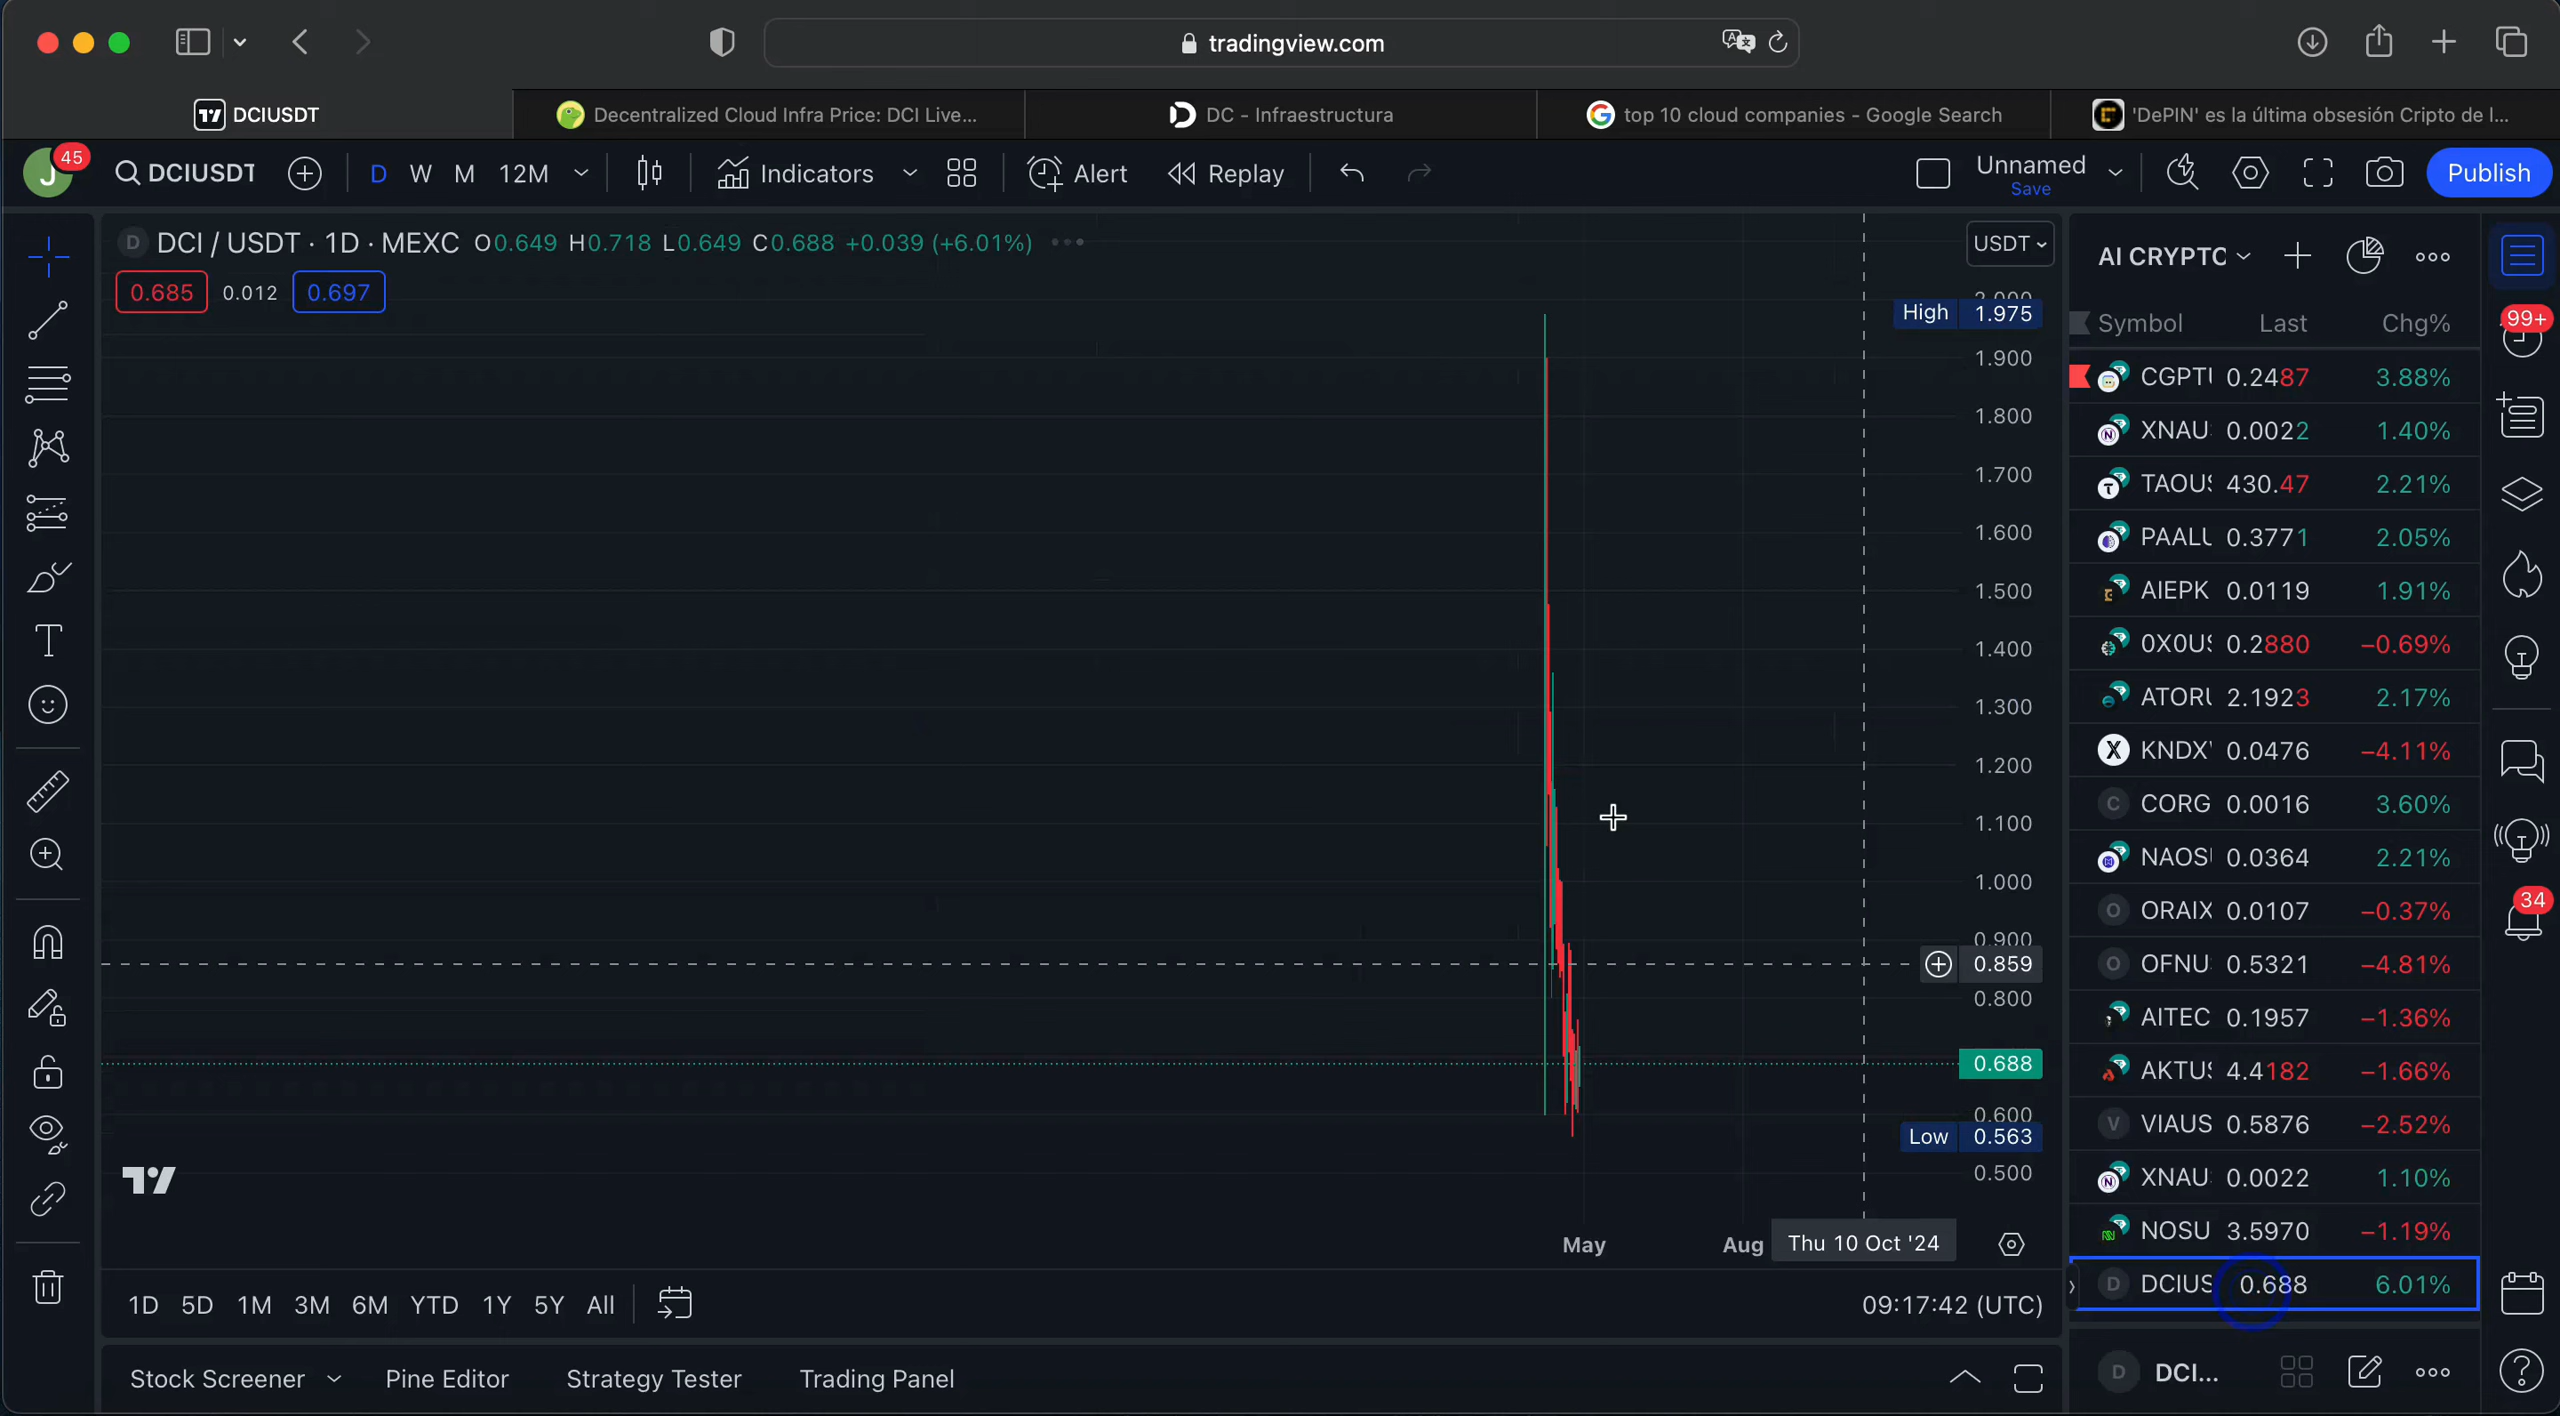 tradingview.com
DCIUSDT
Decentralized Cloud Infra Price: DCI Live...
DC - Infraestructura
top 10 cloud companies - Google Search
'DePIN' es la última obsesión Cripto de l...
J 45
DCIUSDT
D W M 12M
Indicators
Alert
Replay
Unnamed
Save
Publish
D DCI / USDT · 1D · MEXC O0.649 H0.718 L0.649 C0.688 +0.039 (+6.01%)
0.685 0.012 0.697
USDT
High 1.975
1.900
1.800
1.700
1.600
1.500
1.400
1.300
1.200
1.100
1.000
0.900
0.859
0.800
0.688
0.600
Low 0.563
0.500
May Aug Thu 10 Oct '24
1D 5D 1M 3M 6M YTD 1Y 5Y All
09:17:42 (UTC)
Stock Screener Pine Editor Strategy Tester Trading Panel
AI CRYPTO
Symbol Last Chg%
CGPTU 0.2487 3.88%
XNAU 0.0022 1.40%
TAOUS 430.47 2.21%
PAALU 0.3771 2.05%
AIEPK 0.0119 1.91%
0X0US 0.2880 −0.69%
ATORU 2.1923 2.17%
KNDX 0.0476 −4.11%
C CORG 0.0016 3.60%
NAOS 0.0364 2.21%
O ORAIX 0.0107 −0.37%
O OFNU 0.5321 −4.81%
AITEC 0.1957 −1.36%
AKTUS 4.4182 −1.66%
V VIAUS 0.5876 −2.52%
XNAU 0.0022 1.10%
NOSU 3.5970 −1.19%
D DCIUS 0.688 6.01%
D DCI...
99+
34